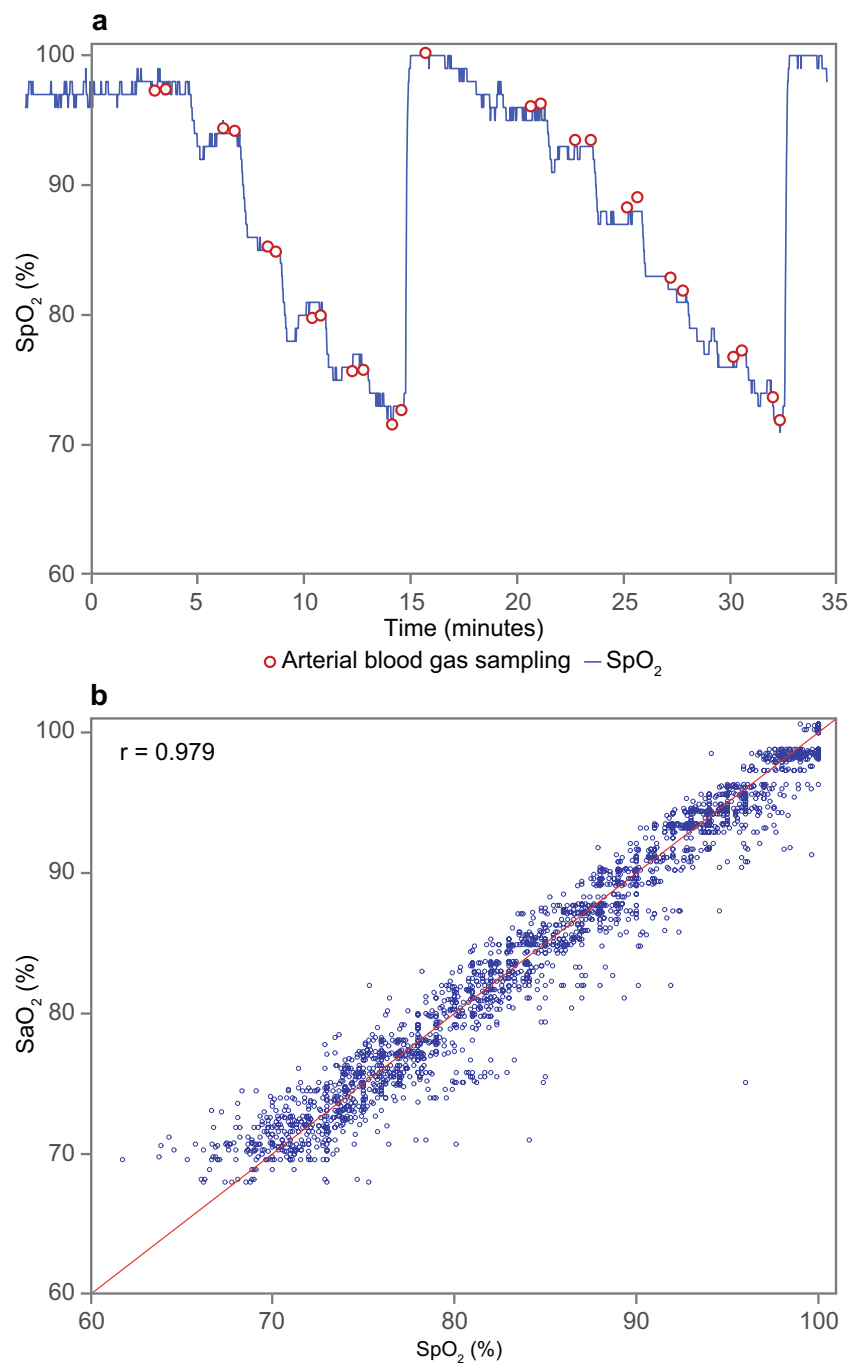 a
100
90
80
70
60
SpO₂ (%)
0 5 10 15 20 25 30 35
Time (minutes)
Arterial blood gas sampling SpO₂
b
r = 0.979
100
90
80
70
60
SaO₂ (%)
60 70 80 90 100
SpO₂ (%)